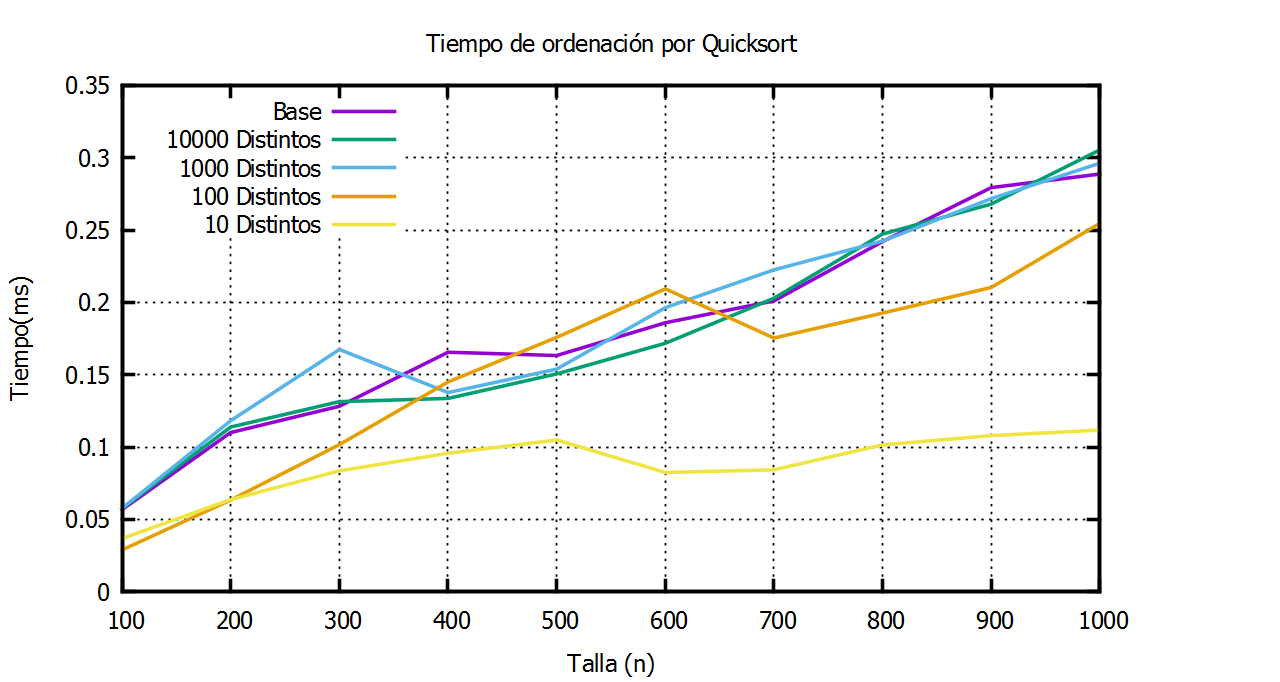 Tiempo de ordenación por Quicksort
Base
10000 Distintos
1000 Distintos
100 Distintos
10 Distintos
0.35
0.3
0.25
0.2
0.15
0.1
0.05
0
Tiempo(ms)
100 200 300 400 500 600 700 800 900 1000
Talla (n)